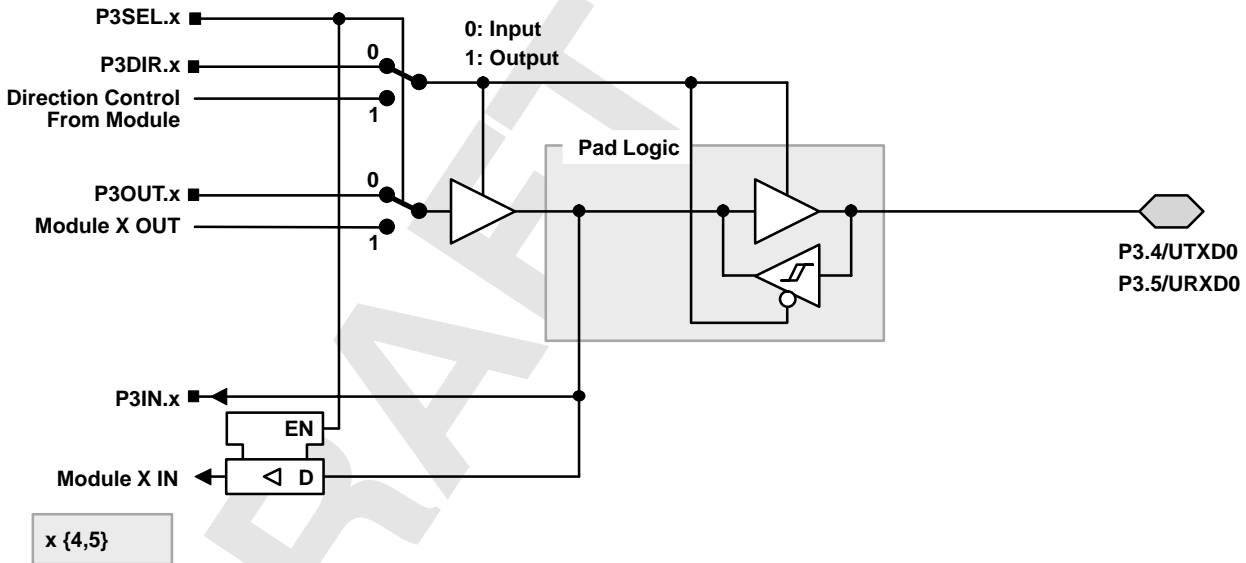 P3SEL.x
0: Input
1: Output
P3DIR.x
0
Direction Control
From Module
1
Pad Logic
P3OUT.x
0
Module X OUT
1
P3.4/UTXD0
P3.5/URXD0
P3IN.x
EN
Module X IN
D
x {4,5}